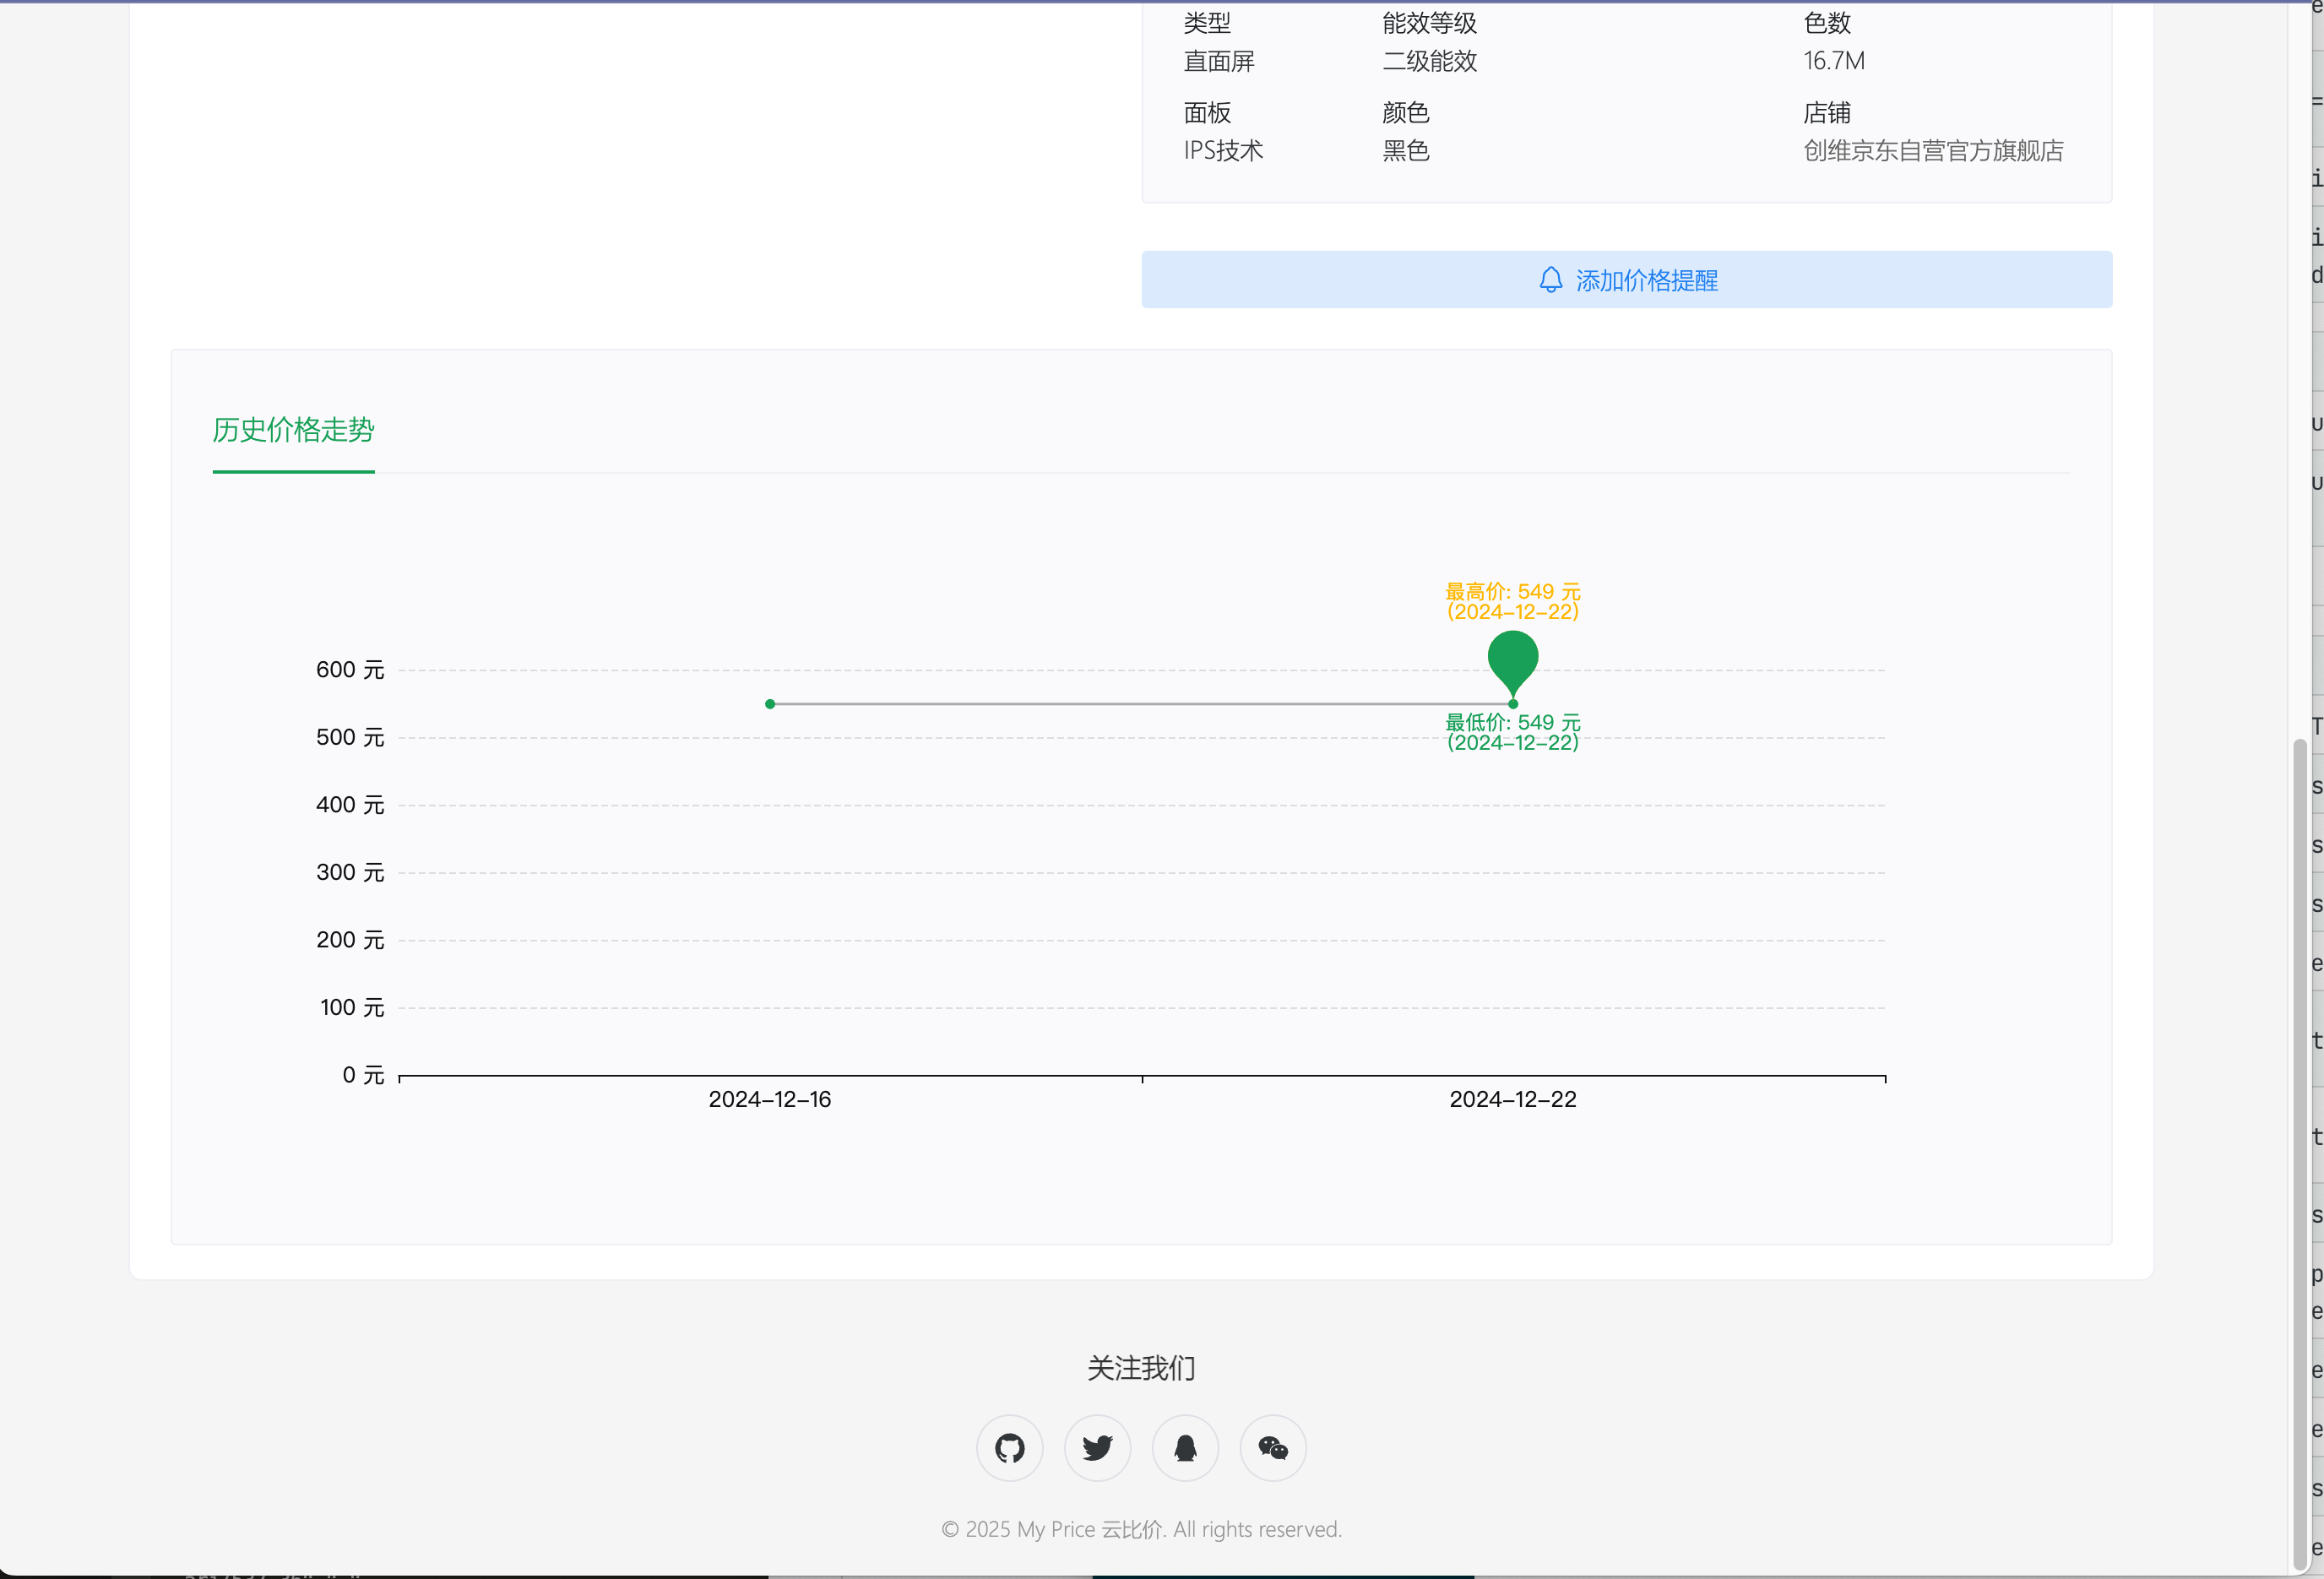 类型 能效等级 色数
直面屏 二级能效 16.7M
面板 颜色 店铺
IPS技术 黑色 创维京东自营官方旗舰店
添加价格提醒
历史价格走势
最高价: 549 元
(2024-12-22)
600 元
500 元
最低价: 549 元
(2024-12-22)
400 元
300 元
200 元
100 元
0 元
2024-12-16 2024-12-22
关注我们
© 2025 My Price 云比价. All rights reserved.